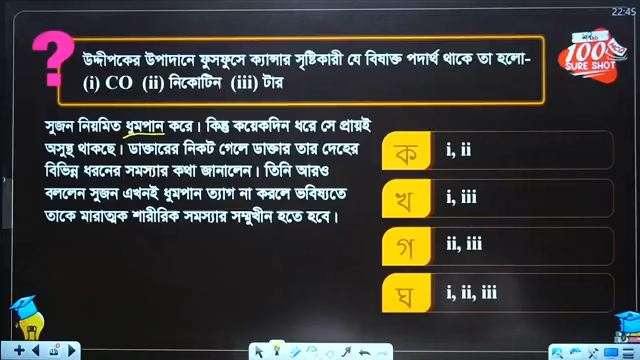 22:45
উদ্দীপকের উপাদানে ফুসফুসে ক্যান্সার সৃষ্টিকারী যে বিষাক্ত পদার্থ থাকে তা হলো-
(i) CO (ii) নিকোটিন (iii) টার
100
SURE SHOT
সুজন নিয়মিত ধুমপান করে। কিন্তু কয়েকদিন ধরে সে প্রায়ই
অসুস্থ থাকছে। ডাক্তারের নিকট গেলে ডাক্তার তার দেহের
বিভিন্ন ধরনের সমস্যার কথা জানালেন। তিনি আরও
বললেন সুজন এখনই ধুমপান ত্যাগ না করলে ভবিষ্যতে
তাকে মারাত্মক শারীরিক সমস্যার সম্মুখীন হতে হবে।
ক i, ii
খ i, iii
গ ii, iii
ঘ i, ii, iii